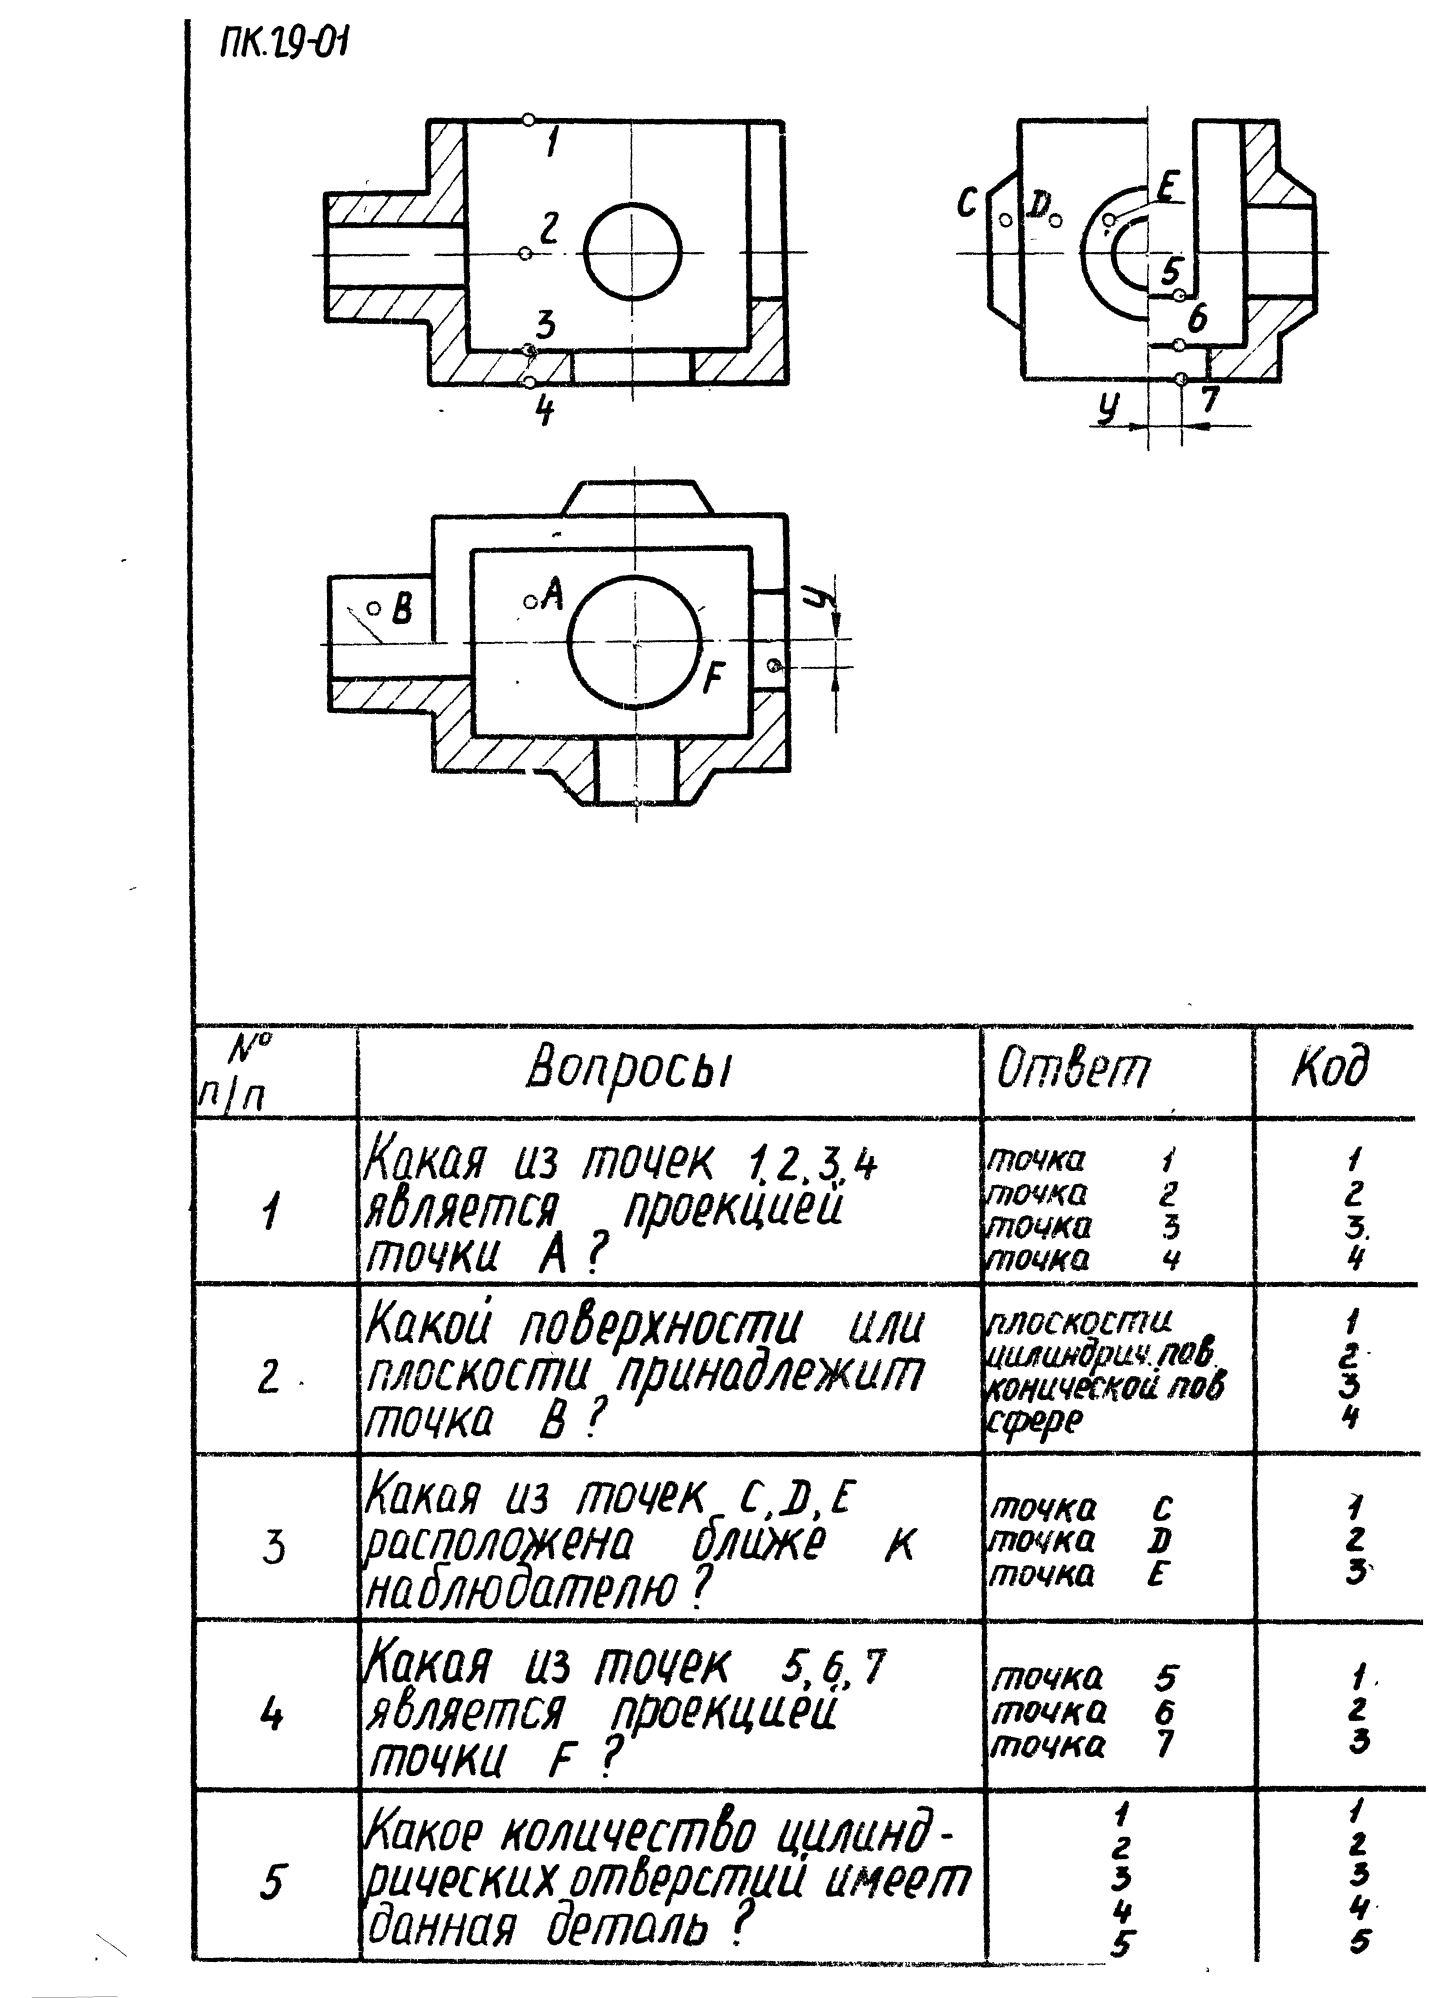 ПК.29-01
1
2
3
4
C
D
E
5
6
7
У
B
A
F
У
№ п/п
Вопросы
Ответ
Код
1
Какая из точек 1, 2, 3, 4
является проекцией
точки А ?
точка 1 1
точка 2 2
точка 3 3
точка 4 4
2
Какой поверхности или
плоскости принадлежит
точка В ?
плоскости 1
цилиндрич. пов. 2
конической пов 3
сфере 4
3
Какая из точек C, D, E
расположена ближе к
наблюдателю ?
точка C 1
точка D 2
точка E 3
4
Какая из точек 5, 6, 7
является проекцией
точки F ?
точка 5 1
точка 6 2
точка 7 3
5
Какое количество цилинд-
рических отверстий имеет
данная деталь ?
1 1
2 2
3 3
4 4
5 5